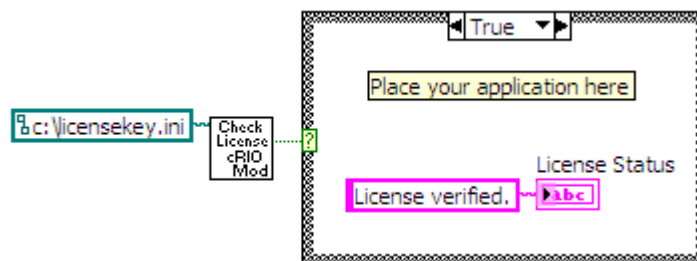 True
Place your application here
c:\licensekey.ini
Check
License
cRIO
Mod
?
License Status
License verified.
abc